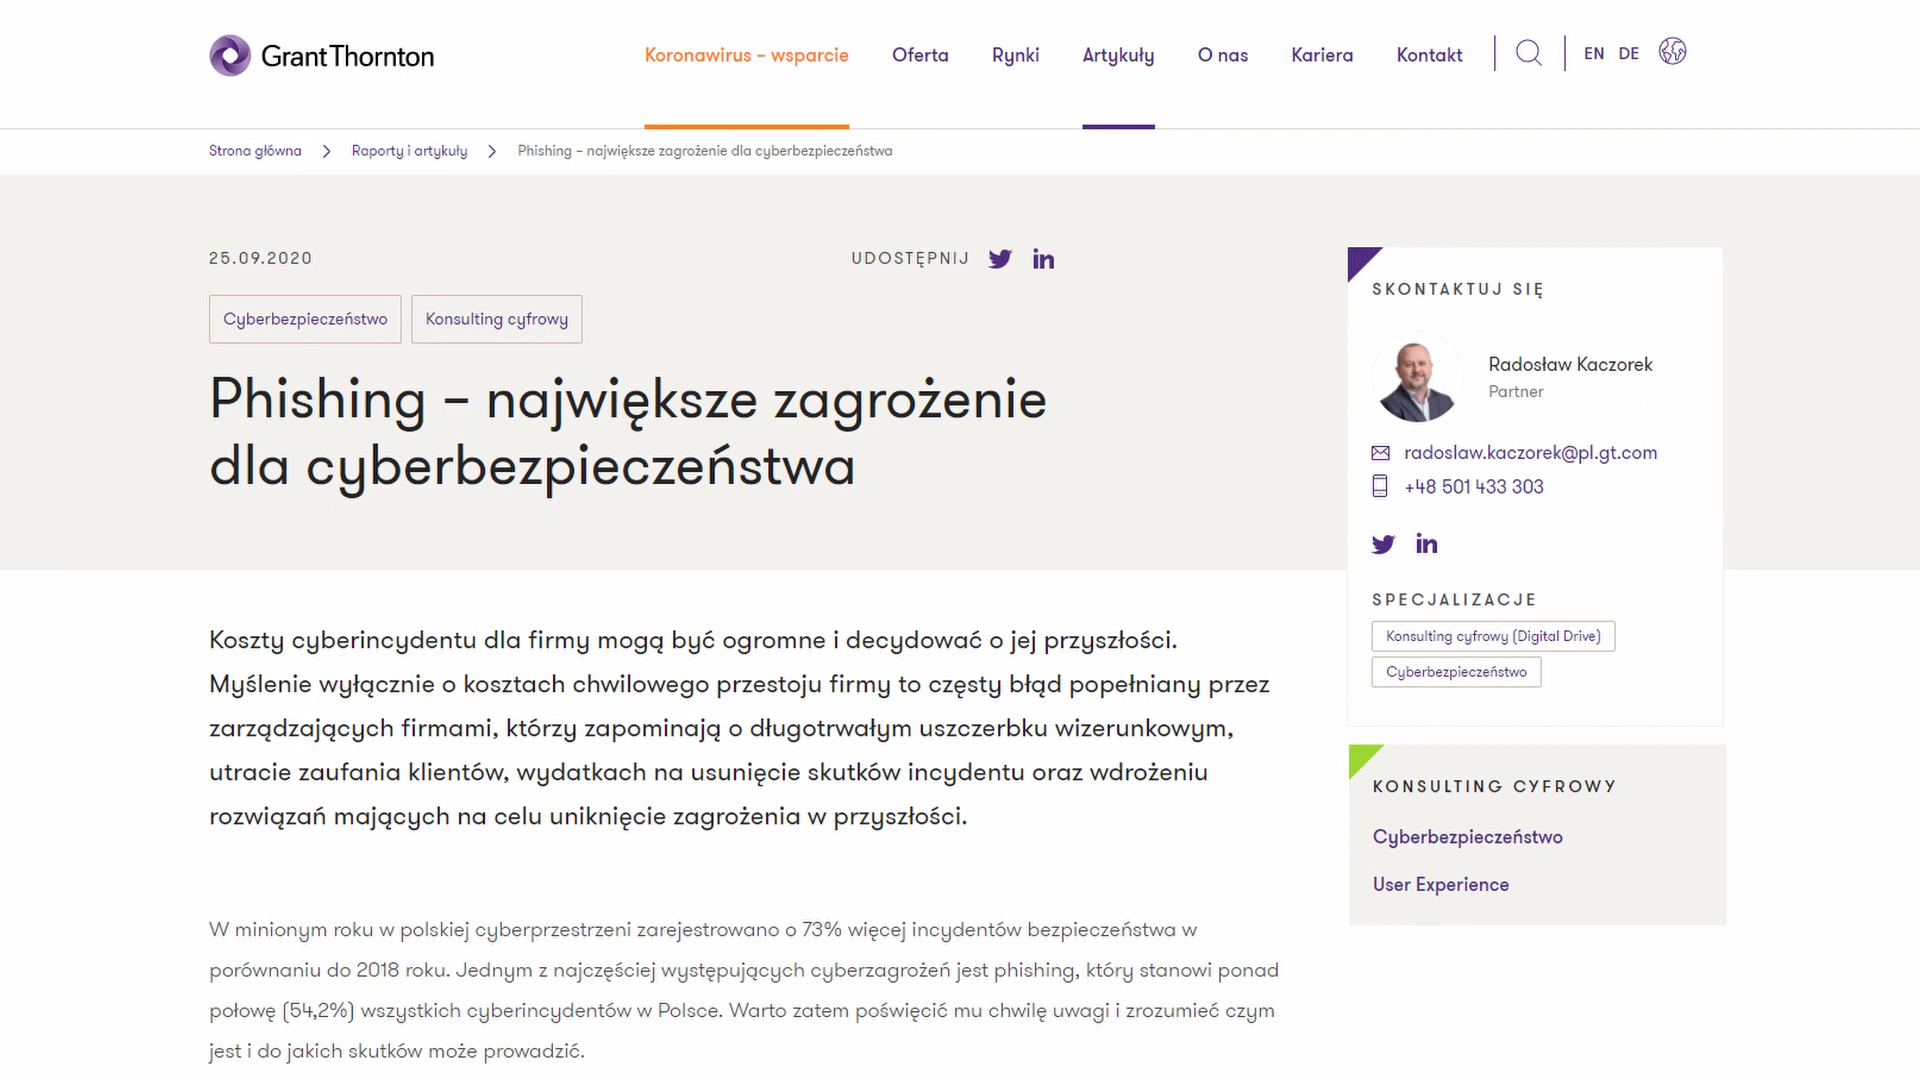 Grant Thornton
Koronawirus – wsparcie
Oferta
Rynki
Artykuły
O nas
Kariera
Kontakt
EN DE
Strona główna
Raporty i artykuły
Phishing – największe zagrożenie dla cyberbezpieczeństwa
25.09.2020
UDOSTĘPNIJ
Cyberbezpieczeństwo
Konsulting cyfrowy
Phishing – największe zagrożenie
dla cyberbezpieczeństwa
Koszty cyberincydentu dla firmy mogą być ogromne i decydować o jej przyszłości.
Myślenie wyłącznie o kosztach chwilowego przestoju firmy to częsty błąd popełniany przez
zarządzających firmami, którzy zapominają o długotrwałym uszczerbku wizerunkowym,
utracie zaufania klientów, wydatkach na usunięcie skutków incydentu oraz wdrożeniu
rozwiązań mających na celu uniknięcie zagrożenia w przyszłości.
W minionym roku w polskiej cyberprzestrzeni zarejestrowano o 73% więcej incydentów bezpieczeństwa w
porównaniu do 2018 roku. Jednym z najczęściej występujących cyberzagrożeń jest phishing, który stanowi ponad
połowę (54,2%) wszystkich cyberincydentów w Polsce. Warto zatem poświęcić mu chwilę uwagi i zrozumieć czym
jest i do jakich skutków może prowadzić.
SKONTAKTUJ SIĘ
Radosław Kaczorek
Partner
radoslaw.kaczorek@pl.gt.com
+48 501 433 303
in
SPECJALIZACJE
Konsulting cyfrowy (Digital Drive)
Cyberbezpieczeństwo
KONSULTING CYFROWY
Cyberbezpieczeństwo
User Experience